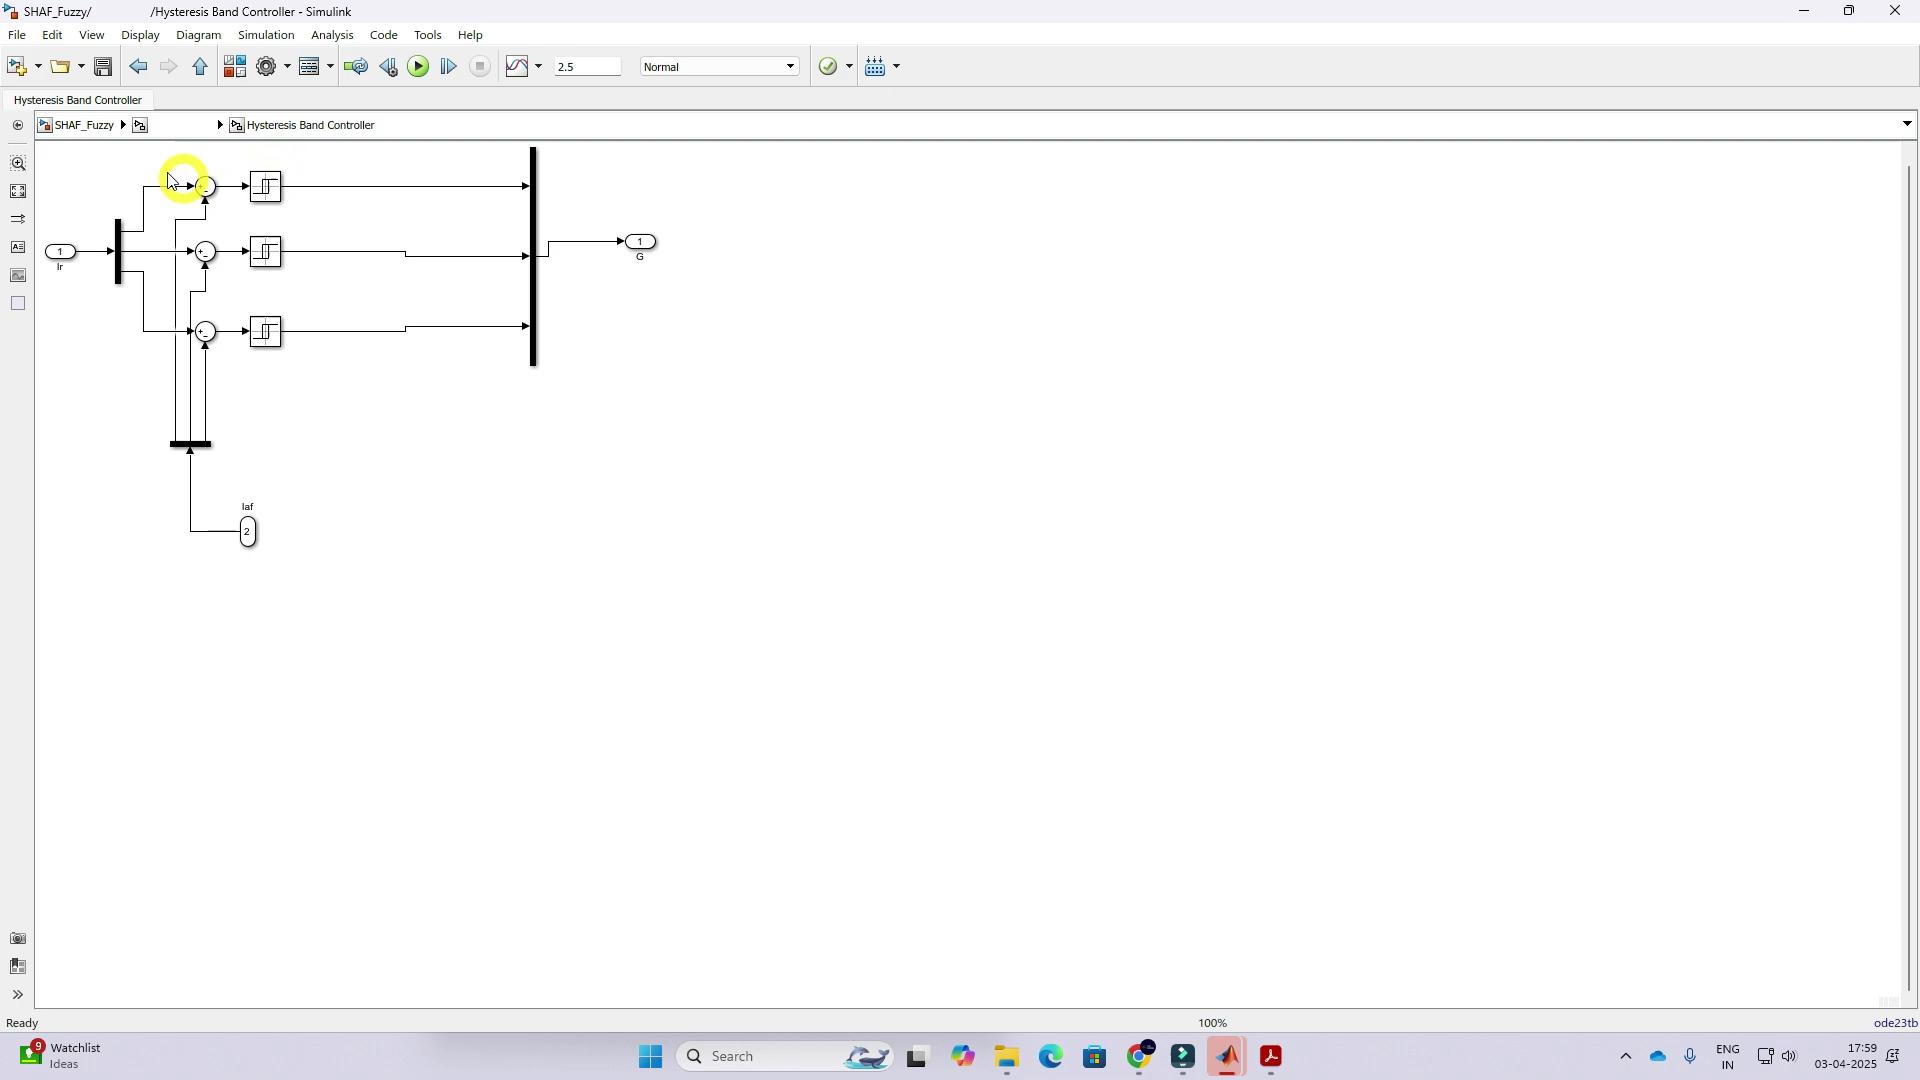 SHAF_Fuzzy/ /Hysteresis Band Controller - Simulink
File Edit View Display Diagram Simulation Analysis Code Tools Help
2.5 Normal
Hysteresis Band Controller
SHAF_Fuzzy Hysteresis Band Controller
1
Ir
1
G
Iaf
2
Ready 100% ode23tb
9 Watchlist
Ideas
Search
ENG
IN
17:59
03-04-2025